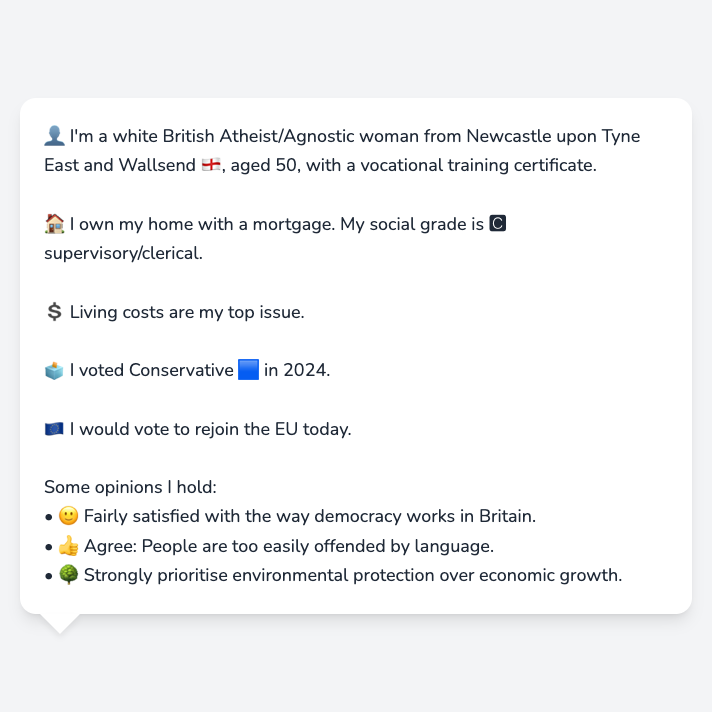 👤 I'm a white British Atheist/Agnostic woman from Newcastle upon Tyne
East and Wallsend 🏴󠁧󠁢󠁥󠁮󠁧󠁿, aged 50, with a vocational training certificate.
🏠 I own my home with a mortgage. My social grade is 🅲
supervisory/clerical.
💲 Living costs are my top issue.
🗳️ I voted Conservative 🟦 in 2024.
🇪🇺 I would vote to rejoin the EU today.
Some opinions I hold:
• 🙂 Fairly satisfied with the way democracy works in Britain.
• 👍 Agree: People are too easily offended by language.
• 🌳 Strongly prioritise environmental protection over economic growth.